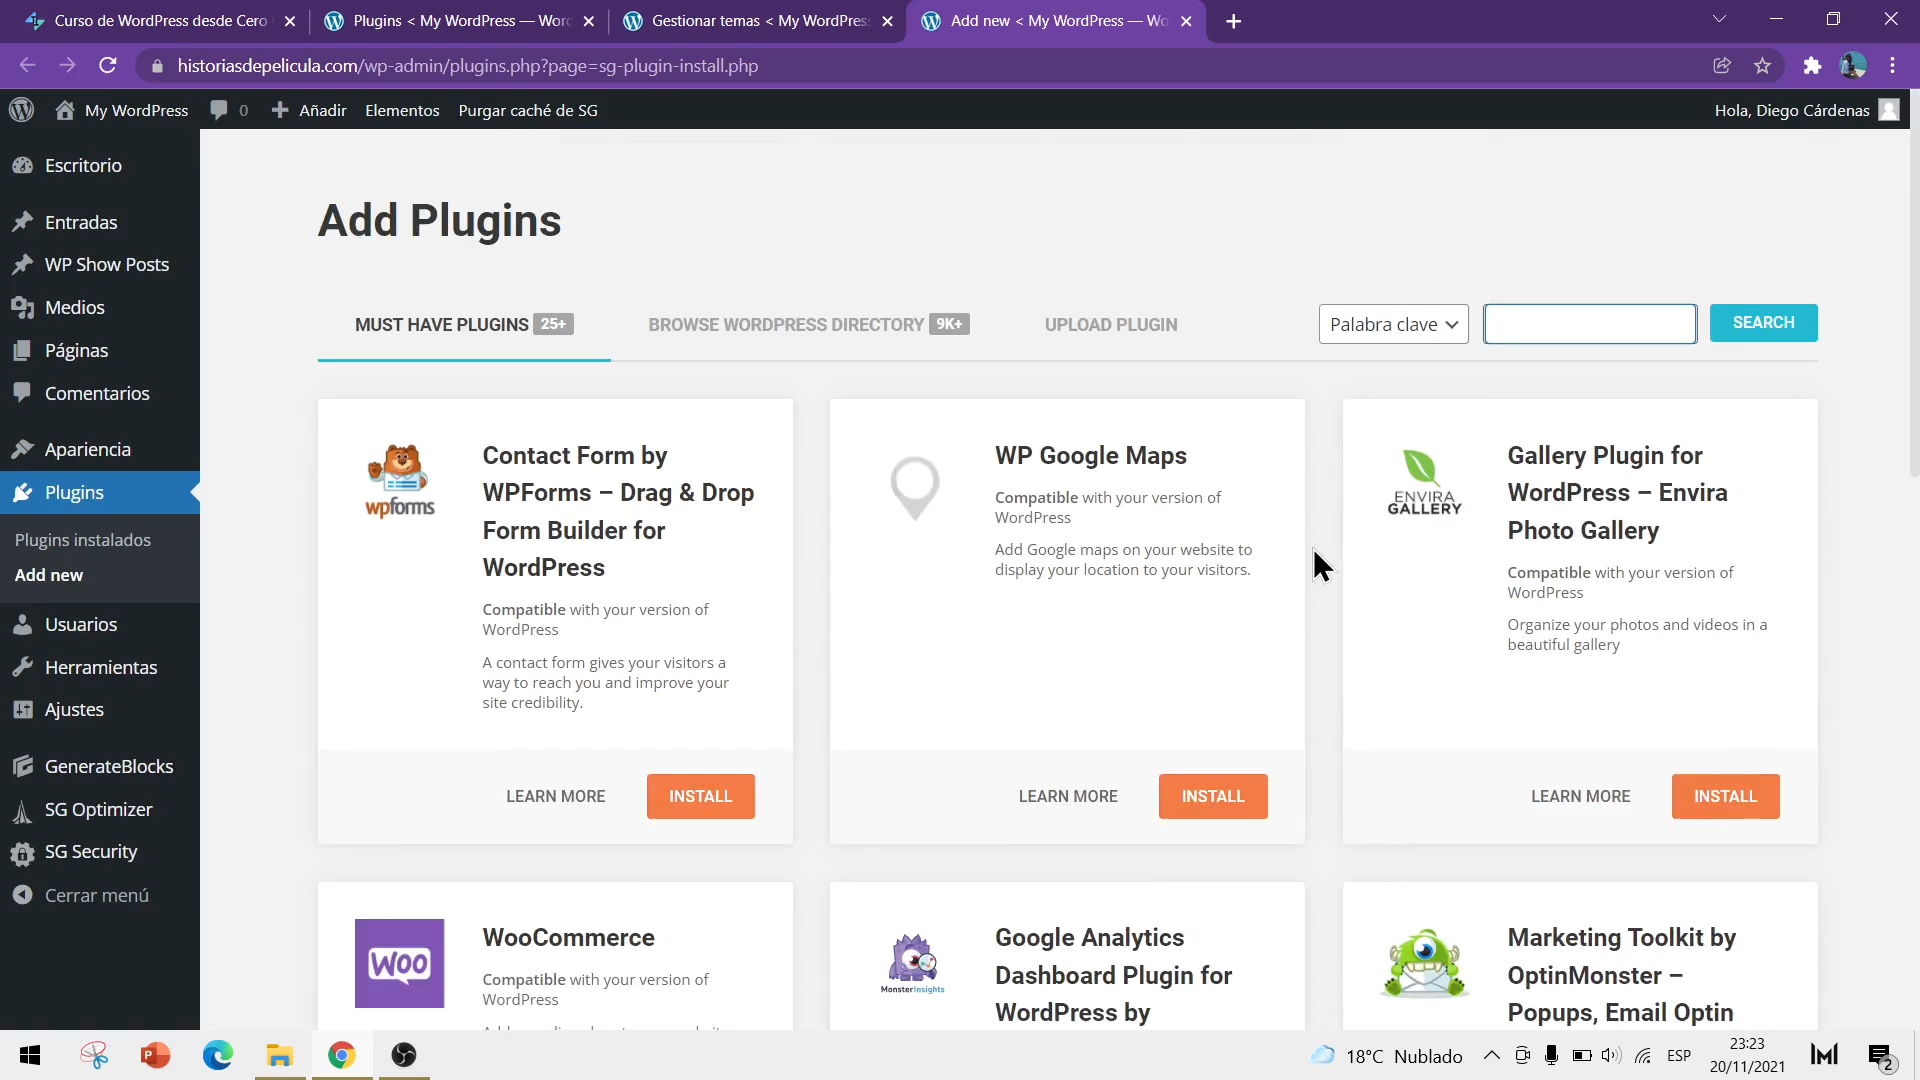 Curso de WordPress desde Cero
Plugins < My WordPress — Word
Gestionar temas < My WordPress
Add new < My WordPress — Wo
historiasdepelicula.com/wp-admin/plugins.php?page=sg-plugin-install.php
My WordPress
0
Añadir
Elementos
Purgar caché de SG
Hola, Diego Cárdenas
Escritorio
Entradas
WP Show Posts
Medios
Páginas
Comentarios
Apariencia
Plugins
Plugins instalados
Add new
Usuarios
Herramientas
Ajustes
GenerateBlocks
SG Optimizer
SG Security
Cerrar menú
Add Plugins
MUST HAVE PLUGINS 25+
BROWSE WORDPRESS DIRECTORY 9K+
UPLOAD PLUGIN
Palabra clave
SEARCH
wpforms
Contact Form by
WPForms – Drag & Drop
Form Builder for
WordPress
Compatible with your version of
WordPress
A contact form gives your visitors a
way to reach you and improve your
site credibility.
LEARN MORE
INSTALL
WP Google Maps
Compatible with your version of
WordPress
Add Google maps on your website to
display your location to your visitors.
LEARN MORE
INSTALL
ENVIRA
GALLERY
Gallery Plugin for
WordPress – Envira
Photo Gallery
Compatible with your version of
WordPress
Organize your photos and videos in a
beautiful gallery
LEARN MORE
INSTALL
WOO
WooCommerce
Compatible with your version of
WordPress
MonsterInsights
Google Analytics
Dashboard Plugin for
WordPress by
Marketing Toolkit by
OptinMonster –
Popups, Email Optin
18°C Nublado
ESP
23:23
20/11/2021
2